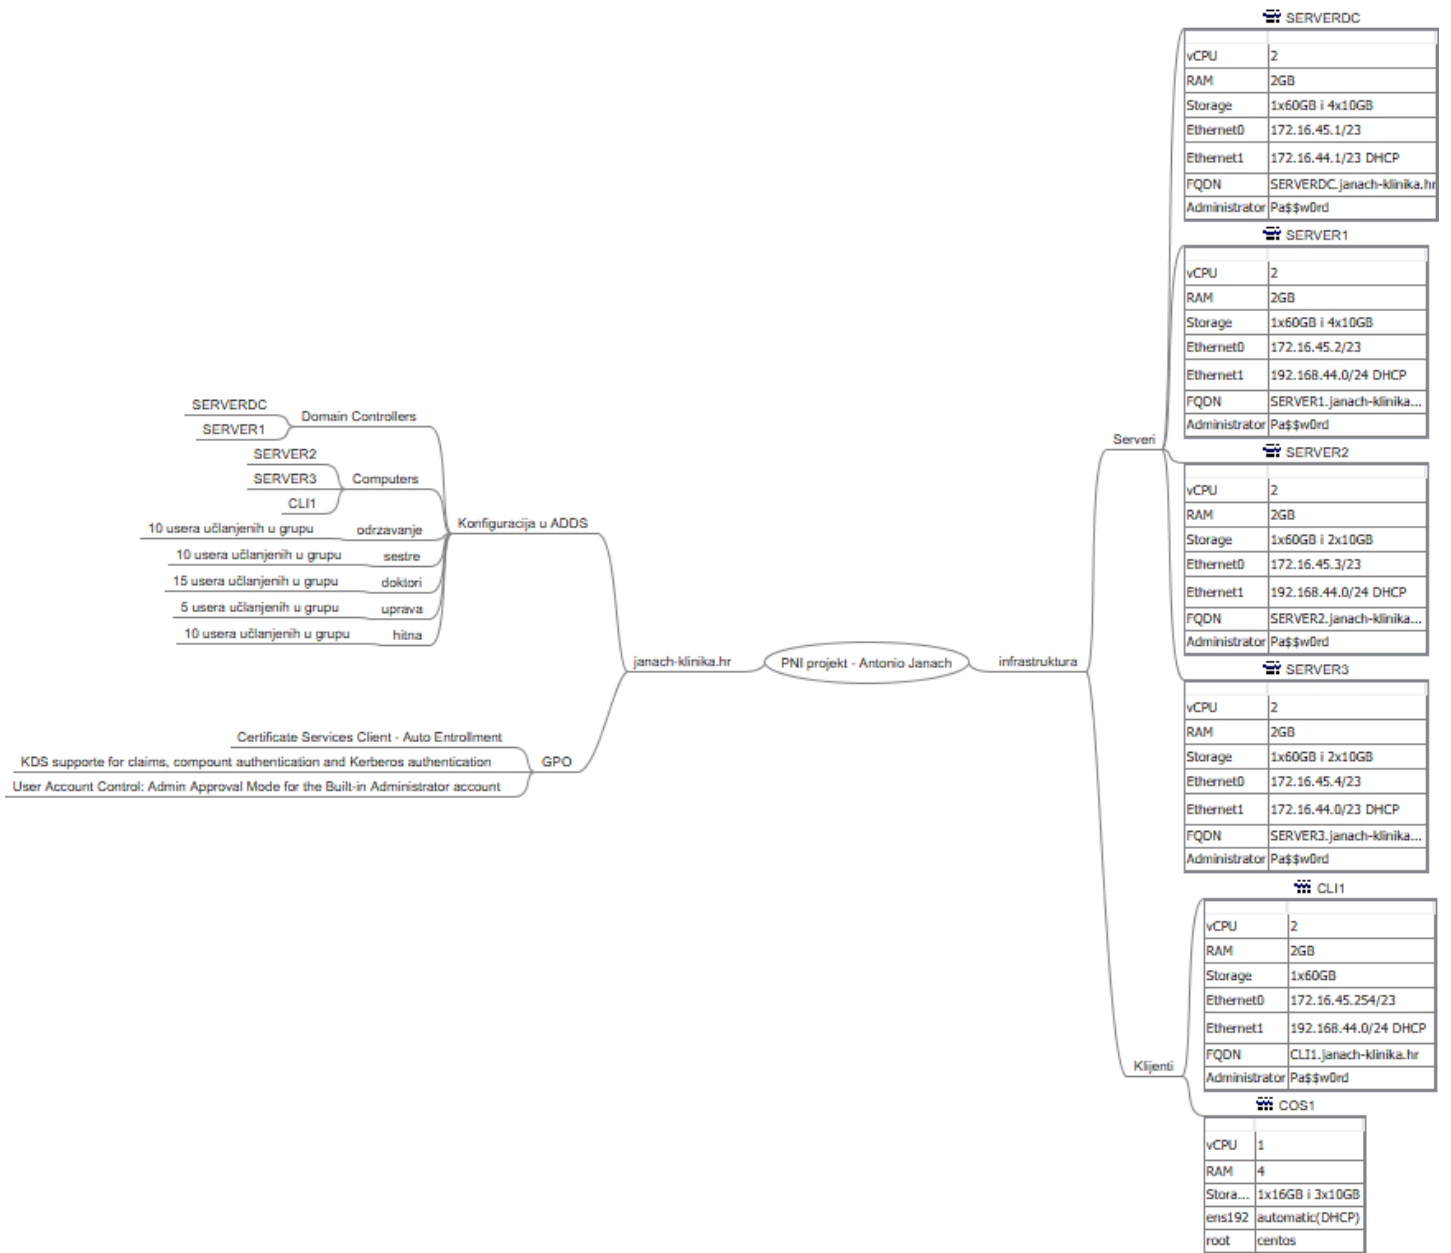 PNI projekt - Antonio Janach
janach-klinika.hr
Konfiguracija u ADDS
Domain Controllers
SERVERDC
SERVER1
Computers
SERVER2
SERVER3
CLI1
odrzavanje
10 usera učlanjenih u grupu
sestre
10 usera učlanjenih u grupu
doktori
15 usera učlanjenih u grupu
uprava
5 usera učlanjenih u grupu
hitna
10 usera učlanjenih u grupu
GPO
Certificate Services Client - Auto Entrollment
KDS supporte for claims, compount authentication and Kerberos authentication
User Account Control: Admin Approval Mode for the Built-in Administrator account
infrastruktura
Serveri
SERVERDC
vCPU 2
RAM 2GB
Storage 1x60GB i 4x10GB
Ethernet0 172.16.45.1/23
Ethernet1 172.16.44.1/23 DHCP
FQDN SERVERDC.janach-klinika.hr
Administrator Pa$$w0rd
SERVER1
vCPU 2
RAM 2GB
Storage 1x60GB i 4x10GB
Ethernet0 172.16.45.2/23
Ethernet1 192.168.44.0/24 DHCP
FQDN SERVER1.janach-klinika...
Administrator Pa$$w0rd
SERVER2
vCPU 2
RAM 2GB
Storage 1x60GB i 2x10GB
Ethernet0 172.16.45.3/23
Ethernet1 192.168.44.0/24 DHCP
FQDN SERVER2.janach-klinika...
Administrator Pa$$w0rd
SERVER3
vCPU 2
RAM 2GB
Storage 1x60GB i 2x10GB
Ethernet0 172.16.45.4/23
Ethernet1 172.16.44.0/23 DHCP
FQDN SERVER3.janach-klinika...
Administrator Pa$$w0rd
Klijenti
CLI1
vCPU 2
RAM 2GB
Storage 1x60GB
Ethernet0 172.16.45.254/23
Ethernet1 192.168.44.0/24 DHCP
FQDN CLI1.janach-klinika.hr
Administrator Pa$$w0rd
COS1
vCPU 1
RAM 4
Stora... 1x16GB i 3x10GB
ens192 automatic(DHCP)
root centos